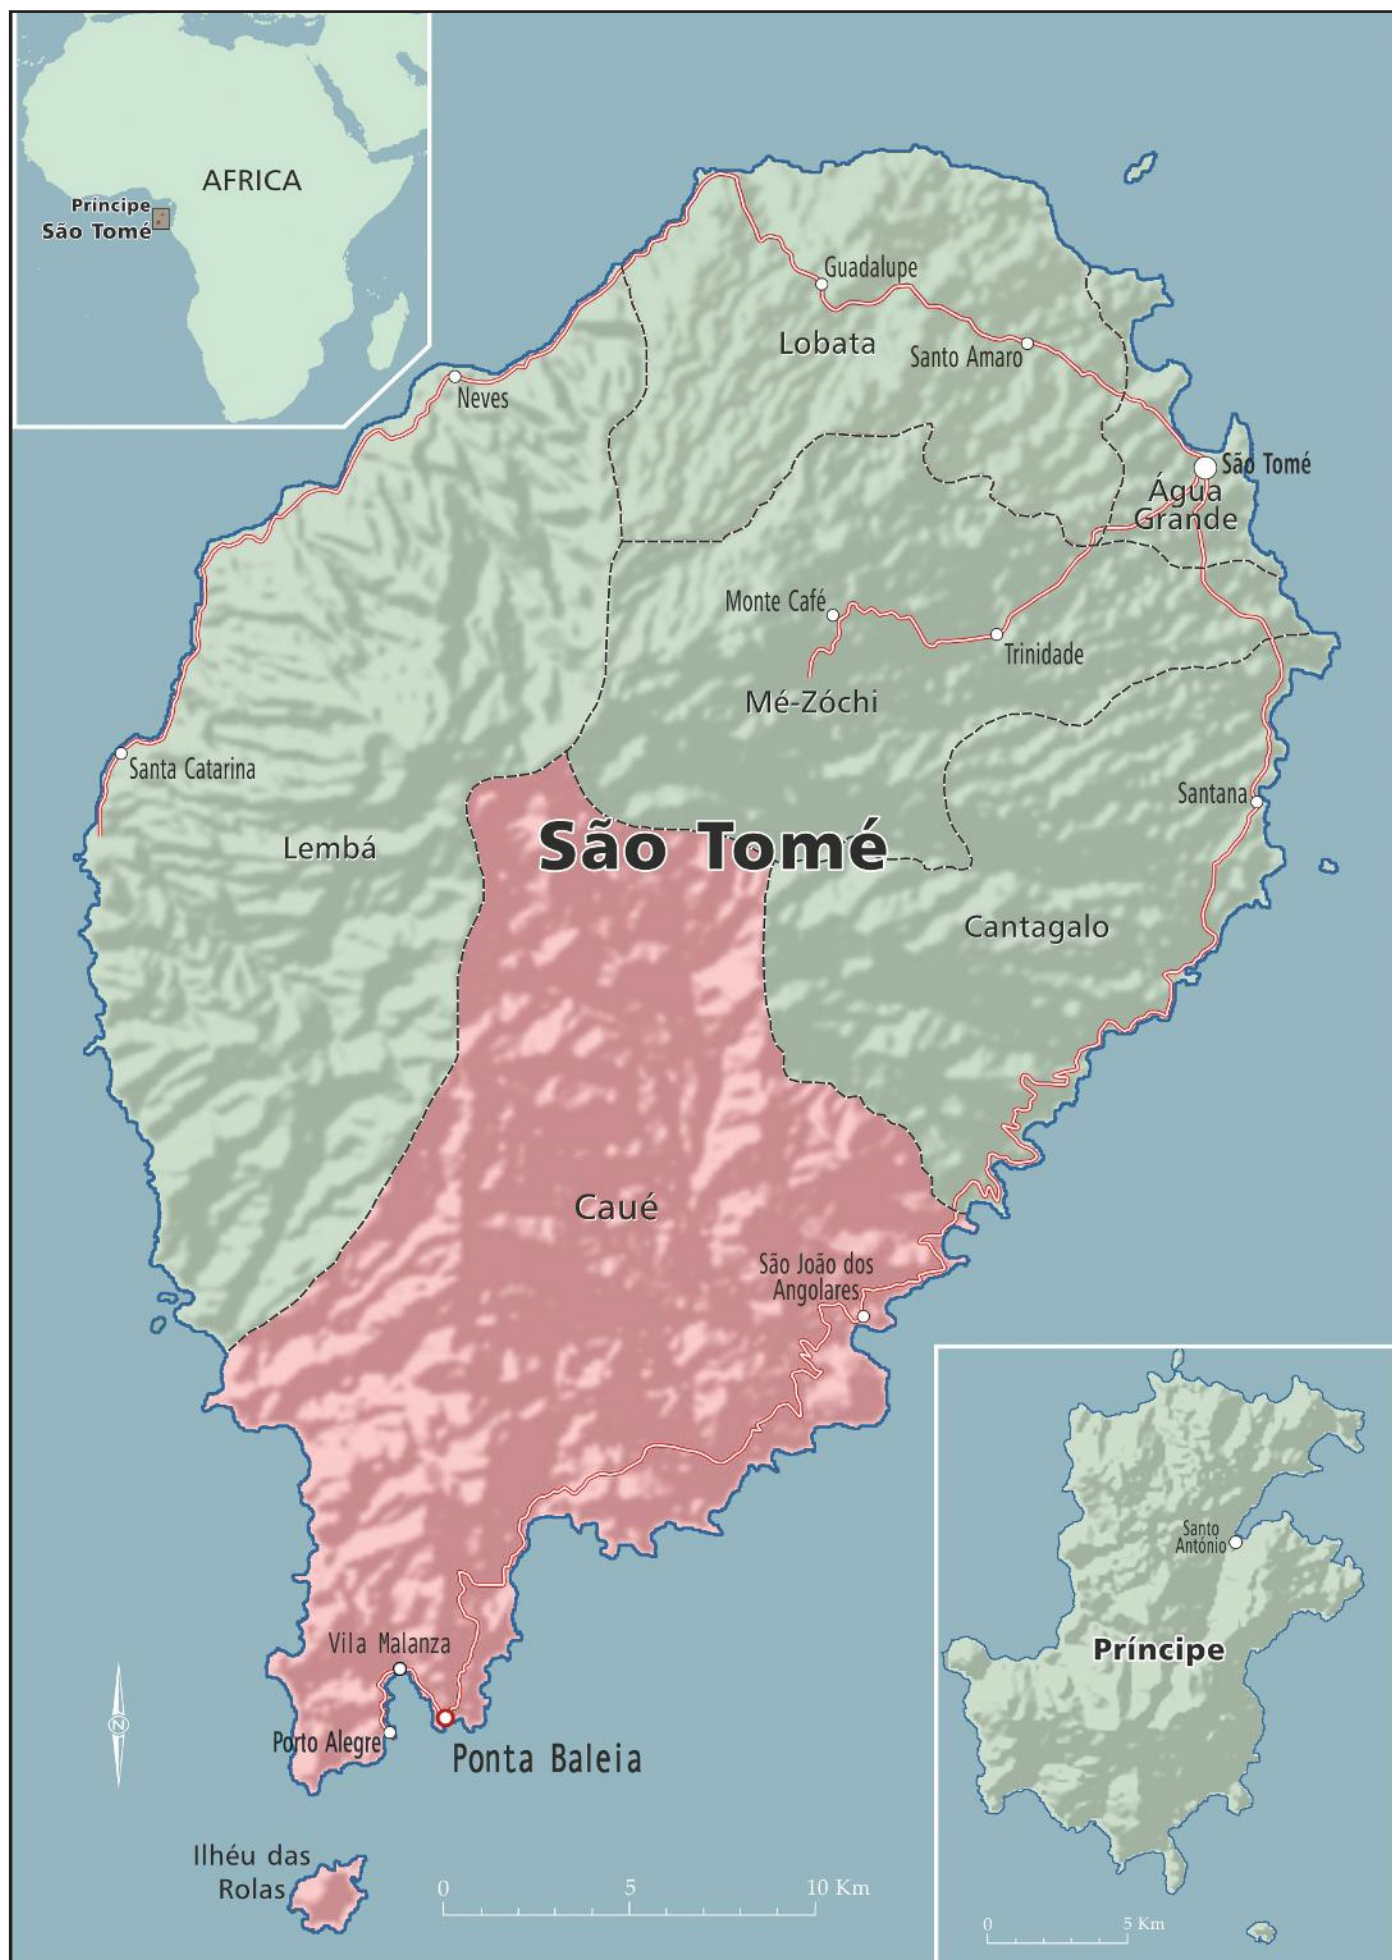 AFRICA
Príncipe
São Tomé
Guadalupe
Lobata
Santo Amaro
Neves
São Tomé
Água
Grande
Monte Café
Trinidade
Mé-Zóchi
Santa Catarina
Santana
Lembá
São Tomé
Cantagalo
Caué
São João dos
Angolares
Santo
António
Príncipe
Vila Malanza
N
Porto Alegre
Ponta Baleia
Ilhéu das
Rolas
0 5 10 Km
0 5 Km